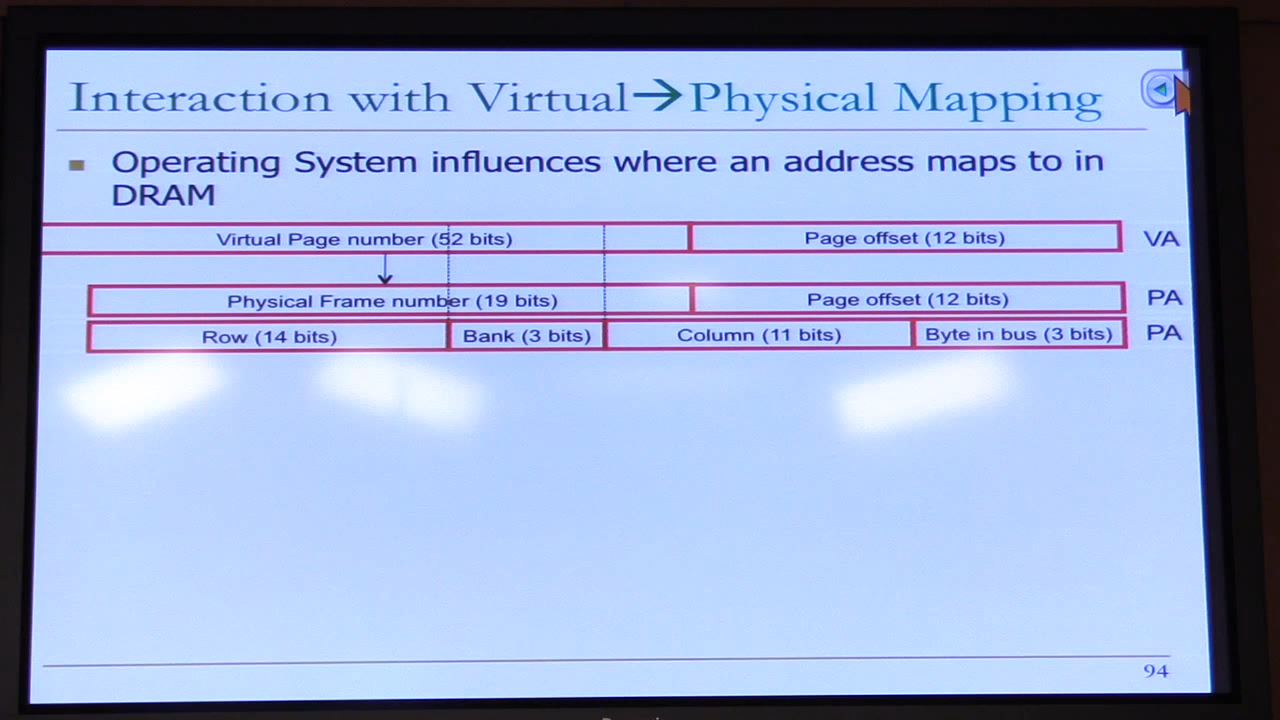 Interaction with Virtual→Physical Mapping
Operating System influences where an address maps to in
DRAM
Virtual Page number (52 bits) Page offset (12 bits) VA
Physical Frame number (19 bits) Page offset (12 bits) PA
Row (14 bits) Bank (3 bits) Column (11 bits) Byte in bus (3 bits) PA
94